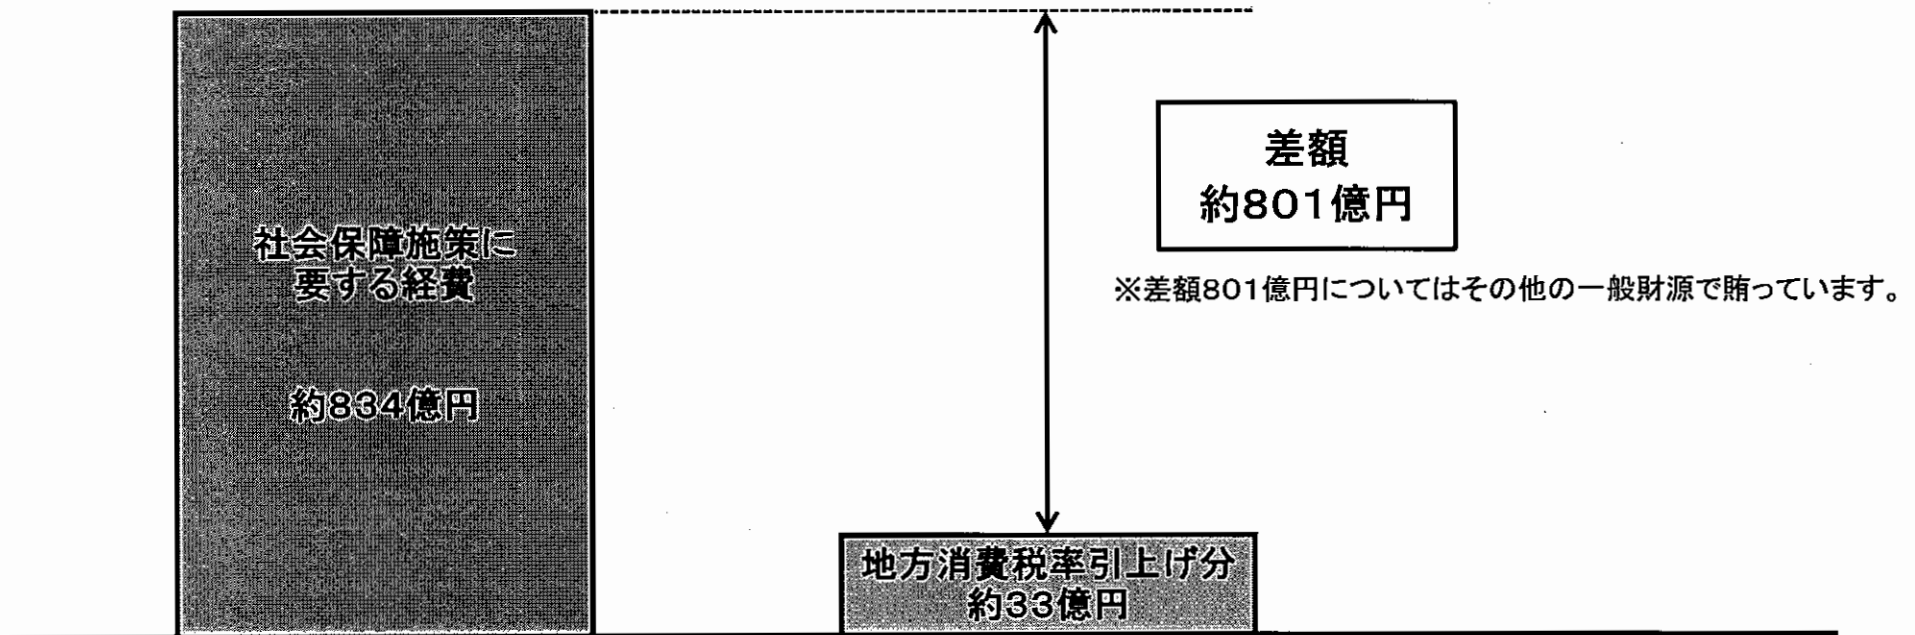 社会保障施策に
要する経費
約834億円
差額
約801億円
※差額801億円についてはその他の一般財源で賄っています。
地方消費税率引上げ分
約33億円